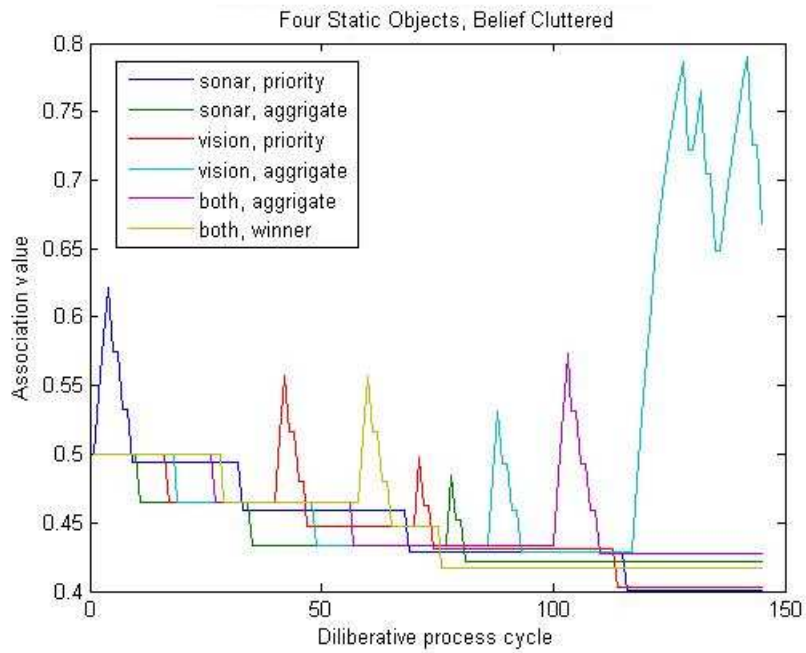 Four Static Objects, Belief Cluttered
0.8
0.75
0.7
0.65
0.6
0.55
0.5
0.45
0.4
Association value
sonar, priority
sonar, aggrigate
vision, priority
vision, aggregate
both, aggrigate
both, winner
0
50
100
150
Diliberative process cycle